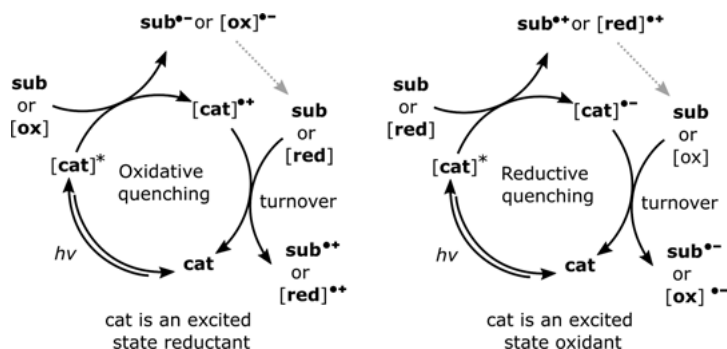 sub•− or [ox]•−
sub
or
[ox]
[cat]•+
sub
or
[red]
[cat]*
Oxidative
quenching
turnover
hv
cat
sub•+
or
[red]•+
cat is an excited
state reductant
sub•+ or [red]•+
sub
or
[red]
[cat]•−
sub
or
[ox]
[cat]*
Reductive
quenching
turnover
hv
cat
sub•−
or
[ox] •−
cat is an excited
state oxidant